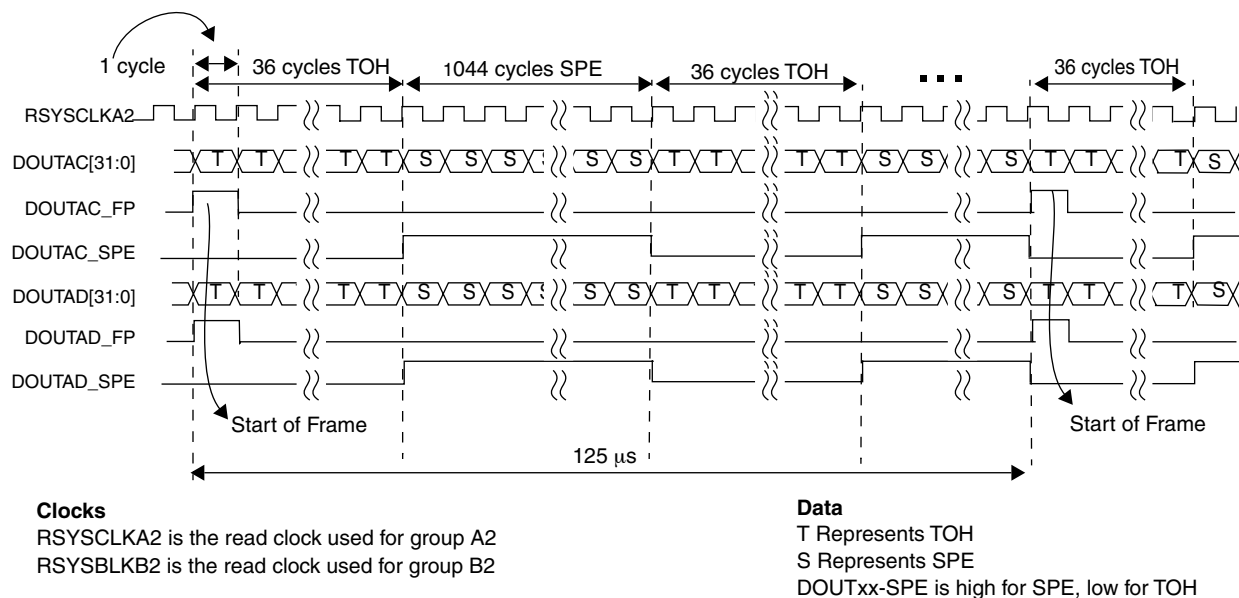 1 cycle
36 cycles TOH
1044 cycles SPE
36 cycles TOH
36 cycles TOH
RSYSCLKA2
DOUTAC[31:0]
T T T T S S S S S S T T T T S S S T T T S
DOUTAC_FP
DOUTAC_SPE
DOUTAD[31:0]
T T T T S S S S S S T T T T S S S T T T S
DOUTAD_FP
DOUTAD_SPE
Start of Frame
Start of Frame
125 μs
Clocks
RSYSCLKA2 is the read clock used for group A2
RSYSBLKB2 is the read clock used for group B2
Data
T Represents TOH
S Represents SPE
DOUTxx-SPE is high for SPE, low for TOH